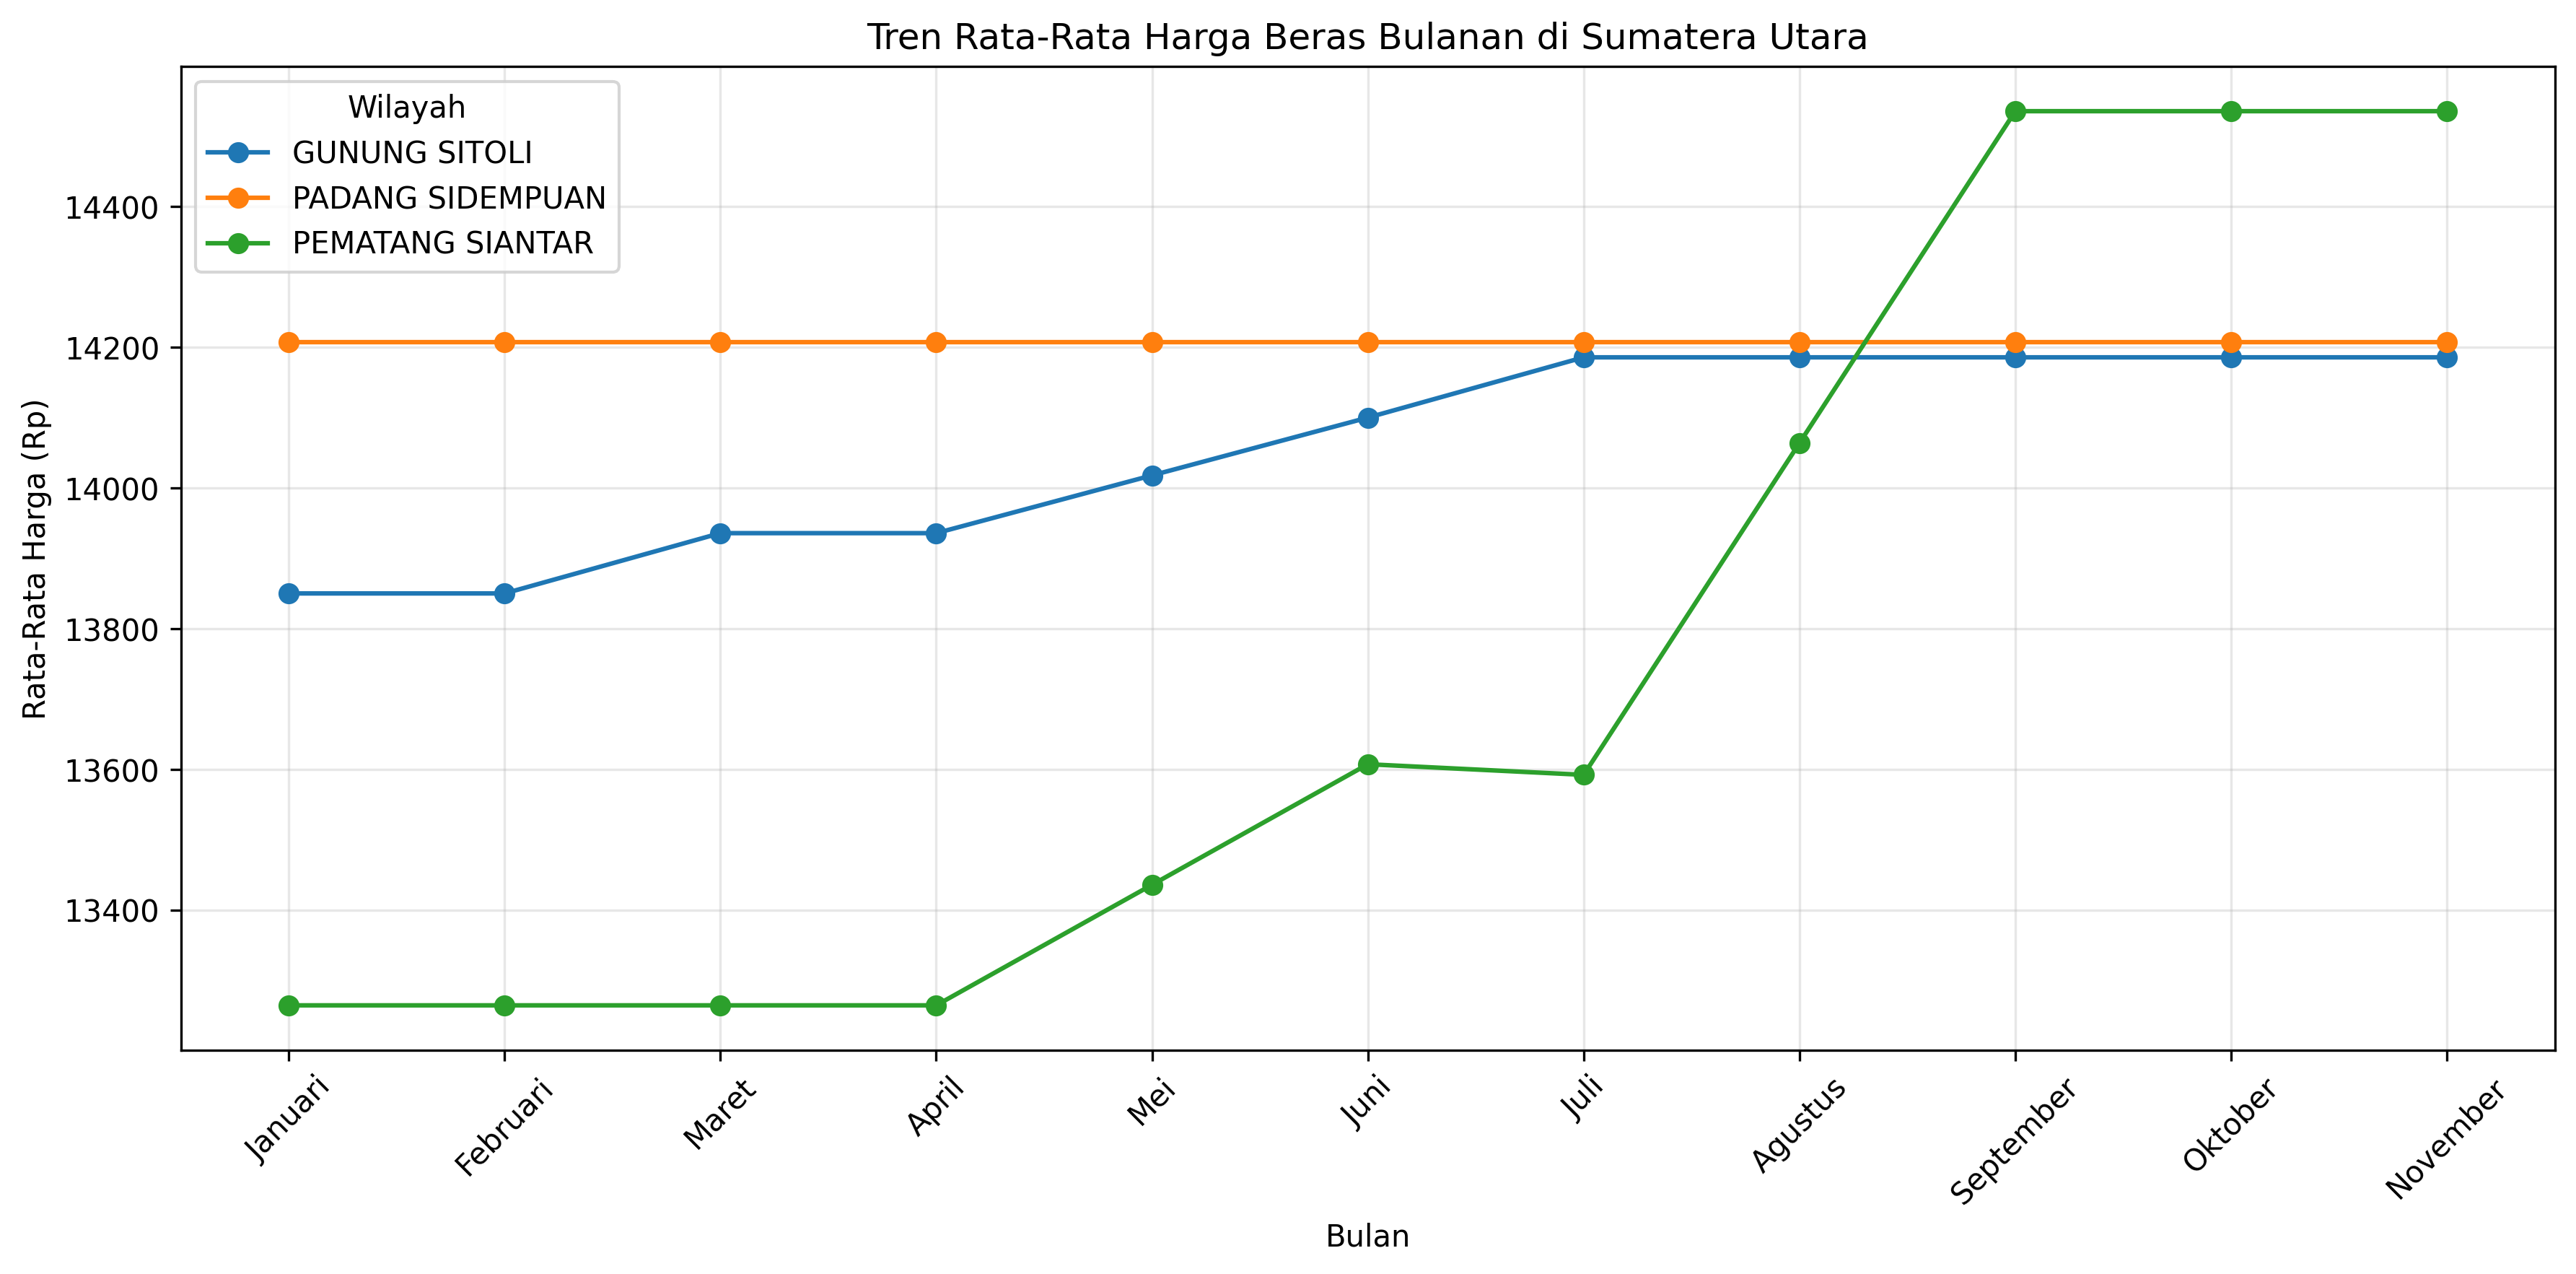 Tren Rata-Rata Harga Beras Bulanan di Sumatera Utara
Wilayah
GUNUNG SITOLI
PADANG SIDEMPUAN
PEMATANG SIANTAR
Rata-Rata Harga (Rp)
14400
14200
14000
13800
13600
13400
Januari
Februari
Maret
April
Mei
Juni
Juli
Agustus
September
Oktober
November
Bulan